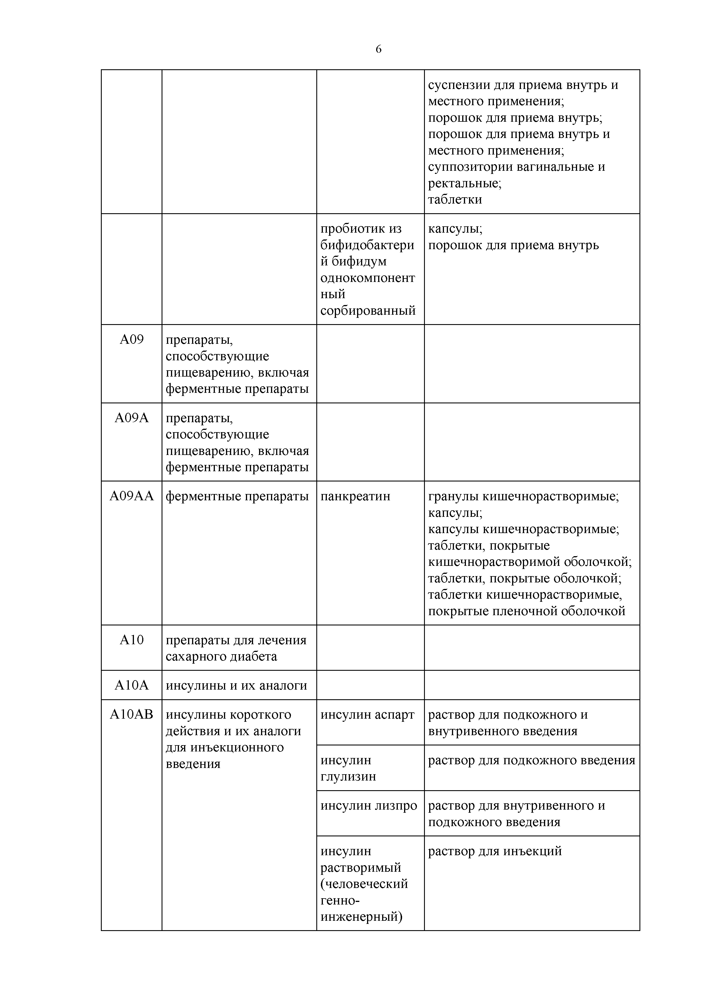 6
суспензии для приема внутрь и
местного применения;
порошок для приема внутрь;
порошок для приема внутрь и
местного применения;
суппозитории вагинальные и
ректальные;
таблетки
пробиотик из
бифидобактери
й бифидум
однокомпонент
ный
сорбированный
капсулы;
порошок для приема внутрь
A09
препараты,
способствующие
пищеварению, включая
ферментные препараты
A09A
препараты,
способствующие
пищеварению, включая
ферментные препараты
A09AA
ферментные препараты
панкреатин
гранулы кишечнорастворимые;
капсулы;
капсулы кишечнорастворимые;
таблетки, покрытые
кишечнорастворимой оболочкой;
таблетки, покрытые оболочкой;
таблетки кишечнорастворимые,
покрытые пленочной оболочкой
A10
препараты для лечения
сахарного диабета
A10A
инсулины и их аналоги
A10AB
инсулины короткого
действия и их аналоги
для инъекционного
введения
инсулин аспарт
раствор для подкожного и
внутривенного введения
инсулин
глулизин
раствор для подкожного введения
инсулин лизпро
раствор для внутривенного и
подкожного введения
инсулин
растворимый
(человеческий
генно-
инженерный)
раствор для инъекций